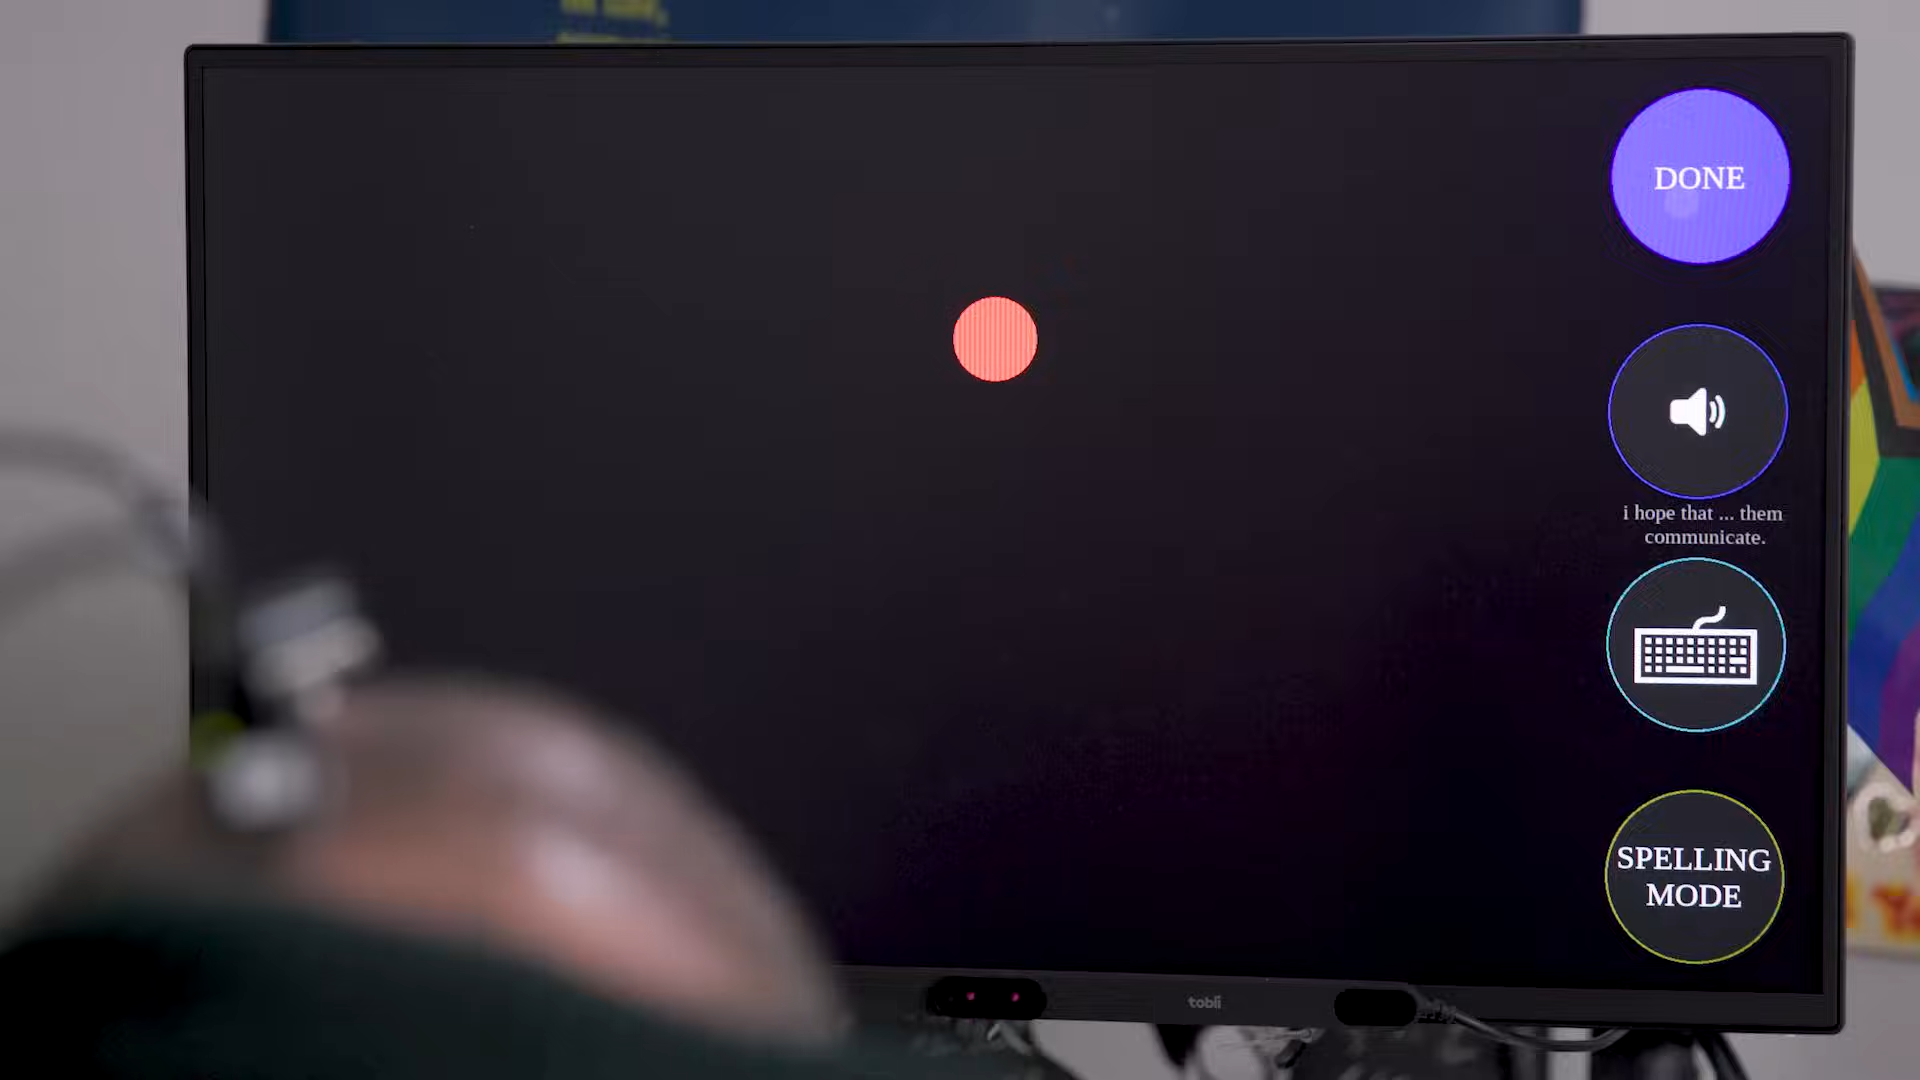 DONE
i hope that ... them
communicate.
SPELLING
MODE
tobii